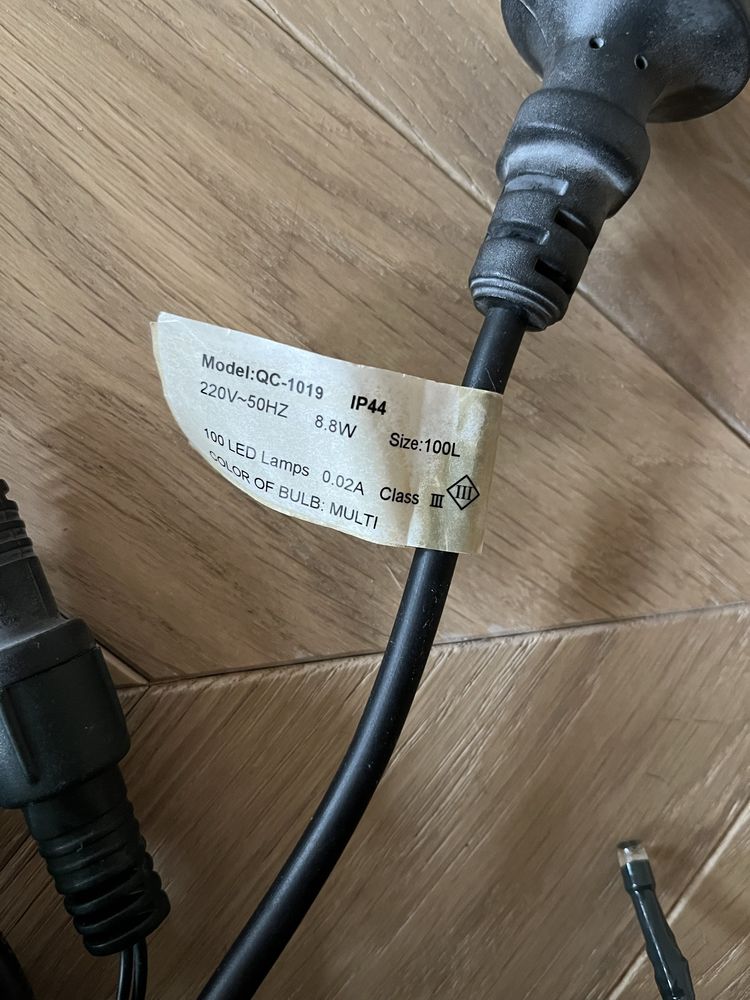 Model:QC-1019 IP44
220V~50HZ 8.8W Size:100L
100 LED Lamps 0.02A Class III III
COLOR OF BULB: MULTI